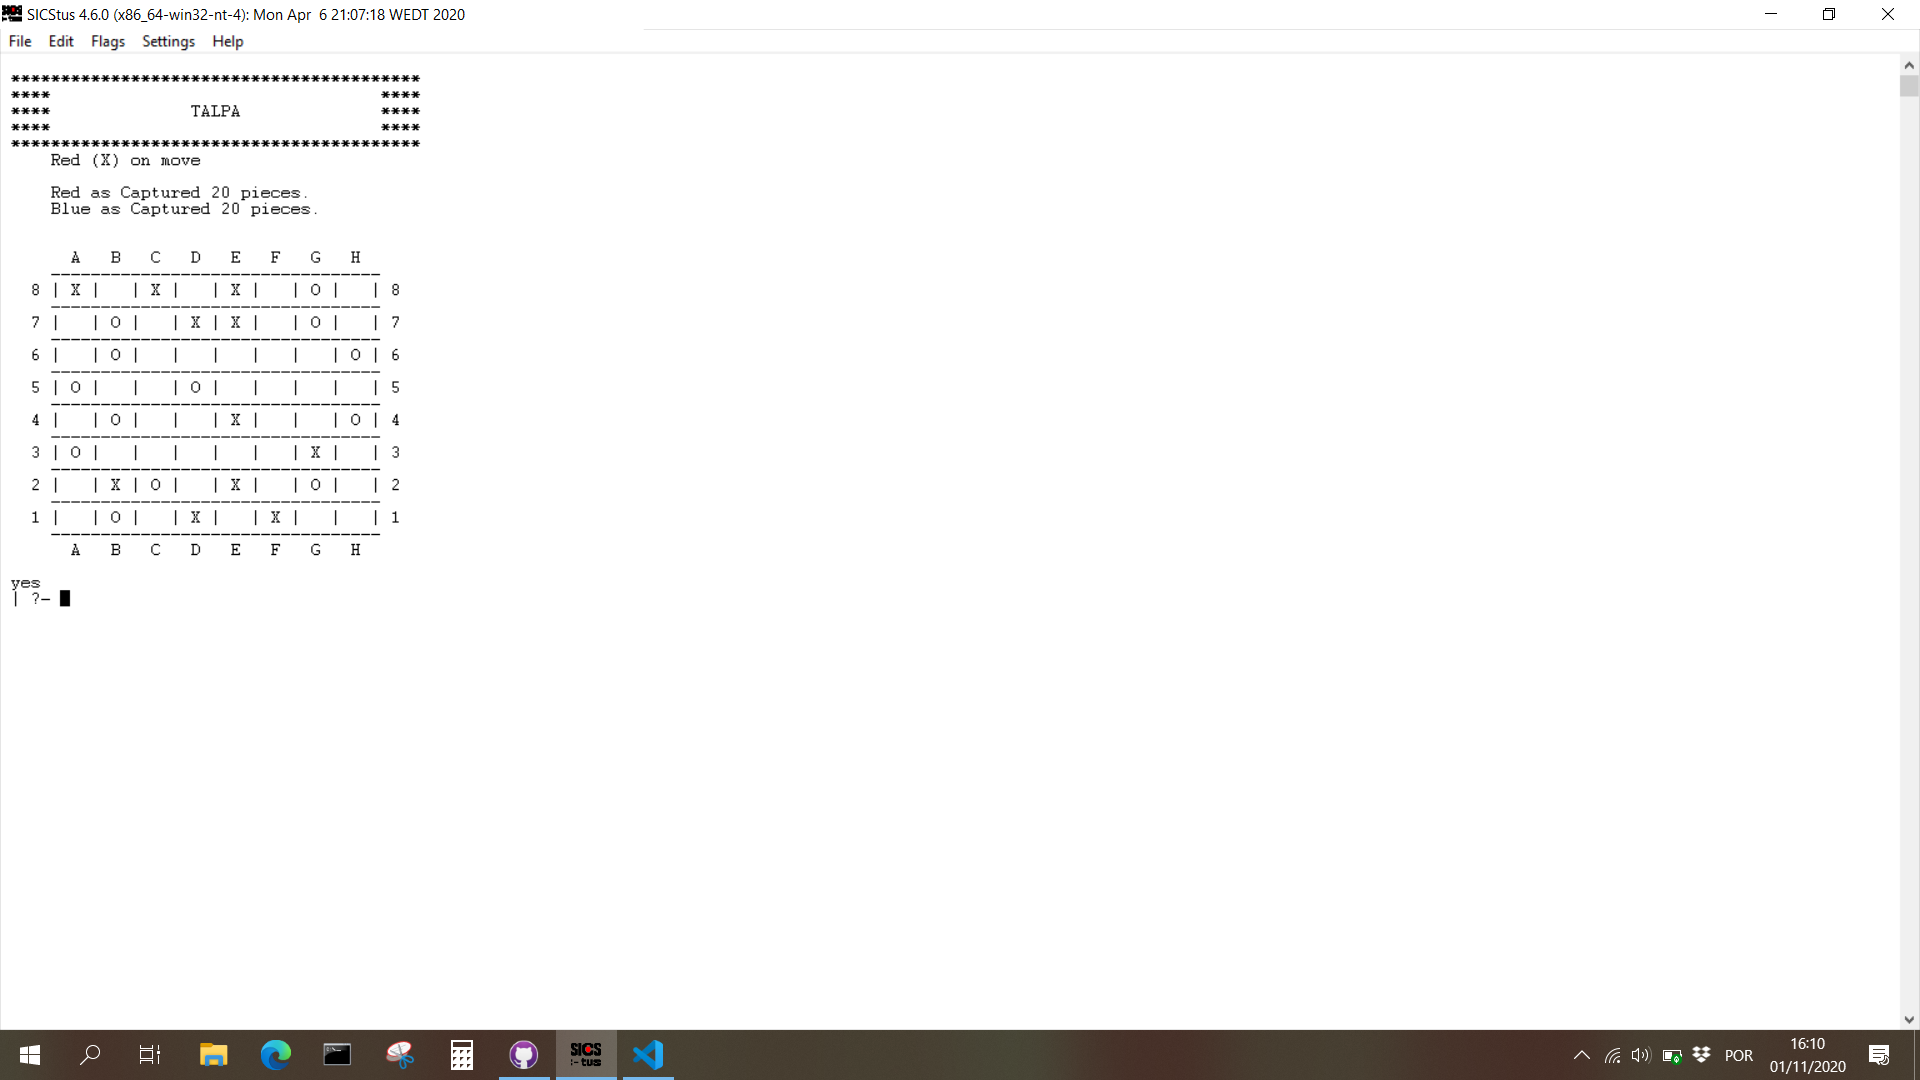 SICStus 4.6.0 (x86_64-win32-nt-4): Mon Apr  6 21:07:18 WEDT 2020
File Edit Flags Settings Help
*****************************************
****                                 ****
****              TALPA              ****
****                                 ****
*****************************************
    Red (X) on move
    Red as Captured 20 pieces.
    Blue as Captured 20 pieces.
      A   B   C   D   E   F   G   H
    ---------------------------------
  8 | X |   | X |   | X |   | O |   | 8
    ---------------------------------
  7 |   | O |   | X | X |   | O |   | 7
    ---------------------------------
  6 |   | O |   |   |   |   |   | O | 6
    ---------------------------------
  5 | O |   |   | O |   |   |   |   | 5
    ---------------------------------
  4 |   | O |   |   | X |   |   | O | 4
    ---------------------------------
  3 | O |   |   |   |   |   | X |   | 3
    ---------------------------------
  2 |   | X | O |   | X |   | O |   | 2
    ---------------------------------
  1 |   | O |   | X |   | X |   |   | 1
    ---------------------------------
      A   B   C   D   E   F   G   H
yes
| ?-
SICS
:- tus
POR
16:10
01/11/2020